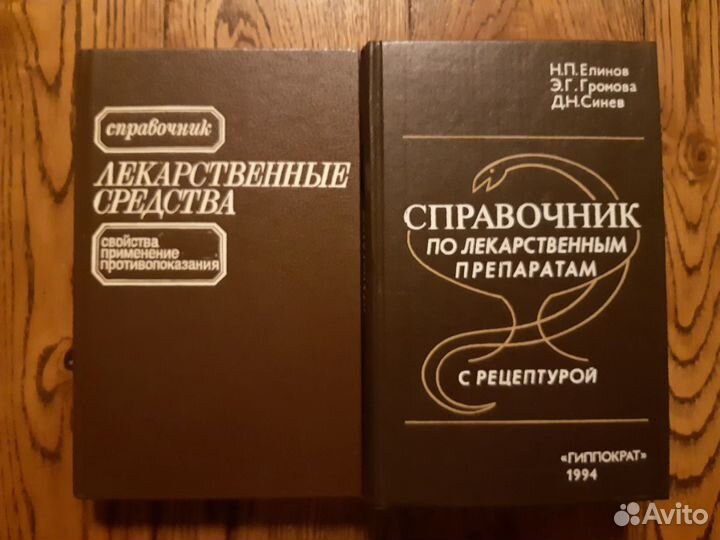 справочник
ЛЕКАРСТВЕННЫЕ
СРЕДСТВА
свойства
применение
противопоказания
Н.П.Елинов
Э.Г.Громова
Д.Н.Синев
СПРАВОЧНИК
ПО ЛЕКАРСТВЕННЫМ
ПРЕПАРАТАМ
С РЕЦЕПТУРОЙ
«ГИППОКРАТ»
1994
Avito